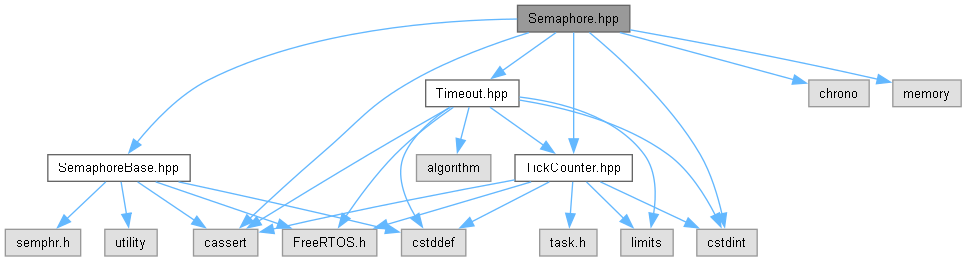 Semaphore.hpp
Timeout.hpp
chrono
memory
SemaphoreBase.hpp
algorithm
TickCounter.hpp
semphr.h
utility
cassert
FreeRTOS.h
cstddef
task.h
limits
cstdint